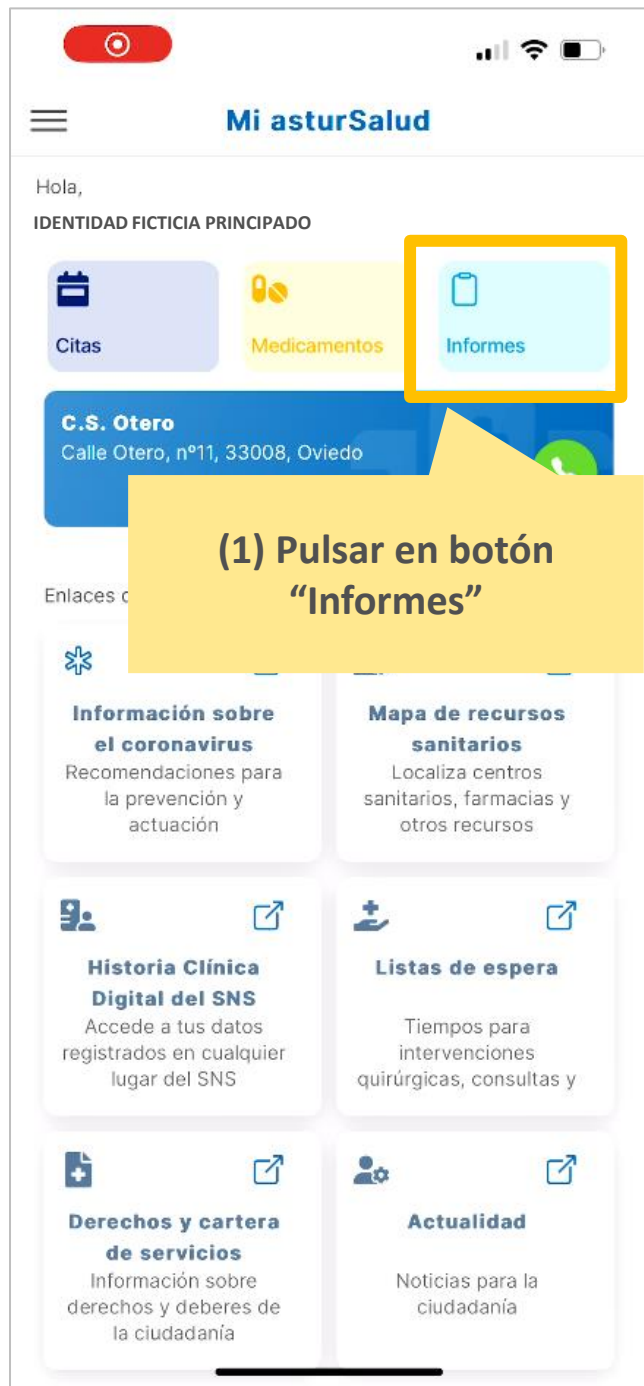 Mi asturSalud
Hola,
IDENTIDAD FICTICIA PRINCIPADO
Citas
Medicamentos
Informes
C.S. Otero
Calle Otero, nº11, 33008, Oviedo
(1) Pulsar en botón
“Informes”
Enlaces
Información sobre
el coronavirus
Recomendaciones para
la prevención y
actuación
Mapa de recursos
sanitarios
Localiza centros
sanitarios, farmacias y
otros recursos
Historia Clínica
Digital del SNS
Accede a tus datos
registrados en cualquier
lugar del SNS
Listas de espera
Tiempos para
intervenciones
quirúrgicas, consultas y
Derechos y cartera
de servicios
Información sobre
derechos y deberes de
la ciudadanía
Actualidad
Noticias para la
ciudadanía